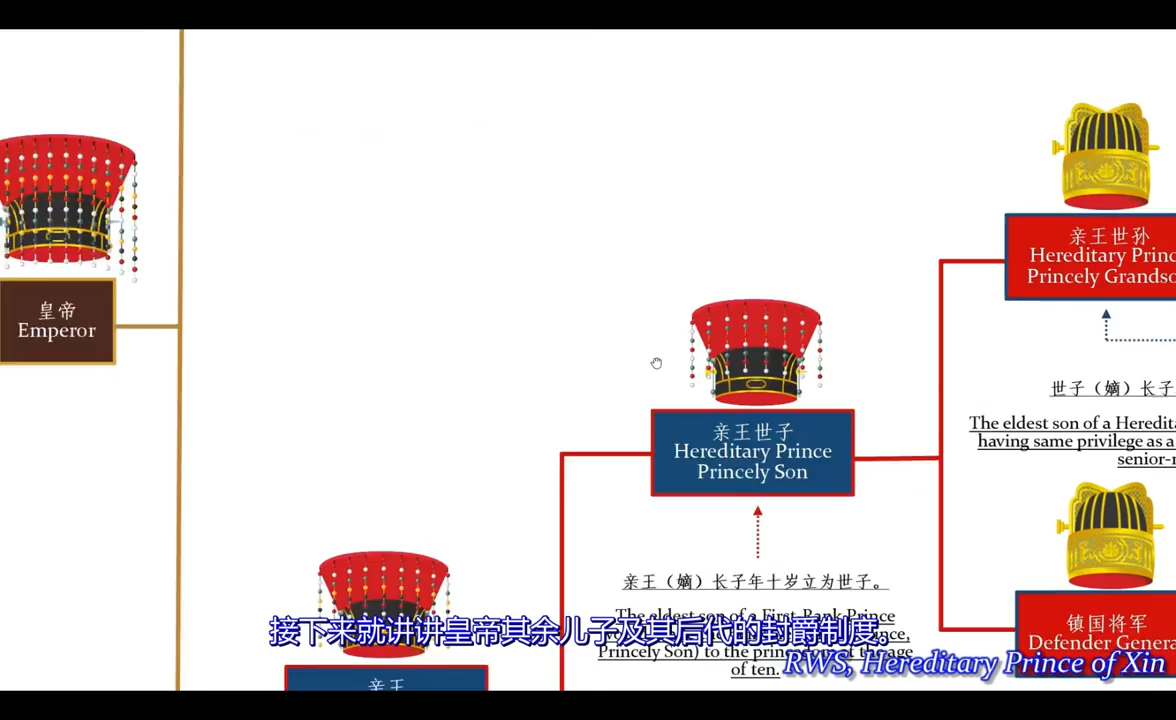 皇帝
Emperor
亲王世孙
Hereditary Princ
Princely Grandso
世子（嫡）长子
The eldest son of a Heredita
having same privilege as a
senior-r
亲王世子
Hereditary Prince
Princely Son
亲王（嫡）长子年十岁立为世子。
The eldest son of a First Rank Prince
Princely Son) to the
of ten.
镇国将军
Defender Genera
亲王
接下来就讲讲皇帝其余儿子及其后代的封爵制度。
RWS, Hereditary Prince of Xin